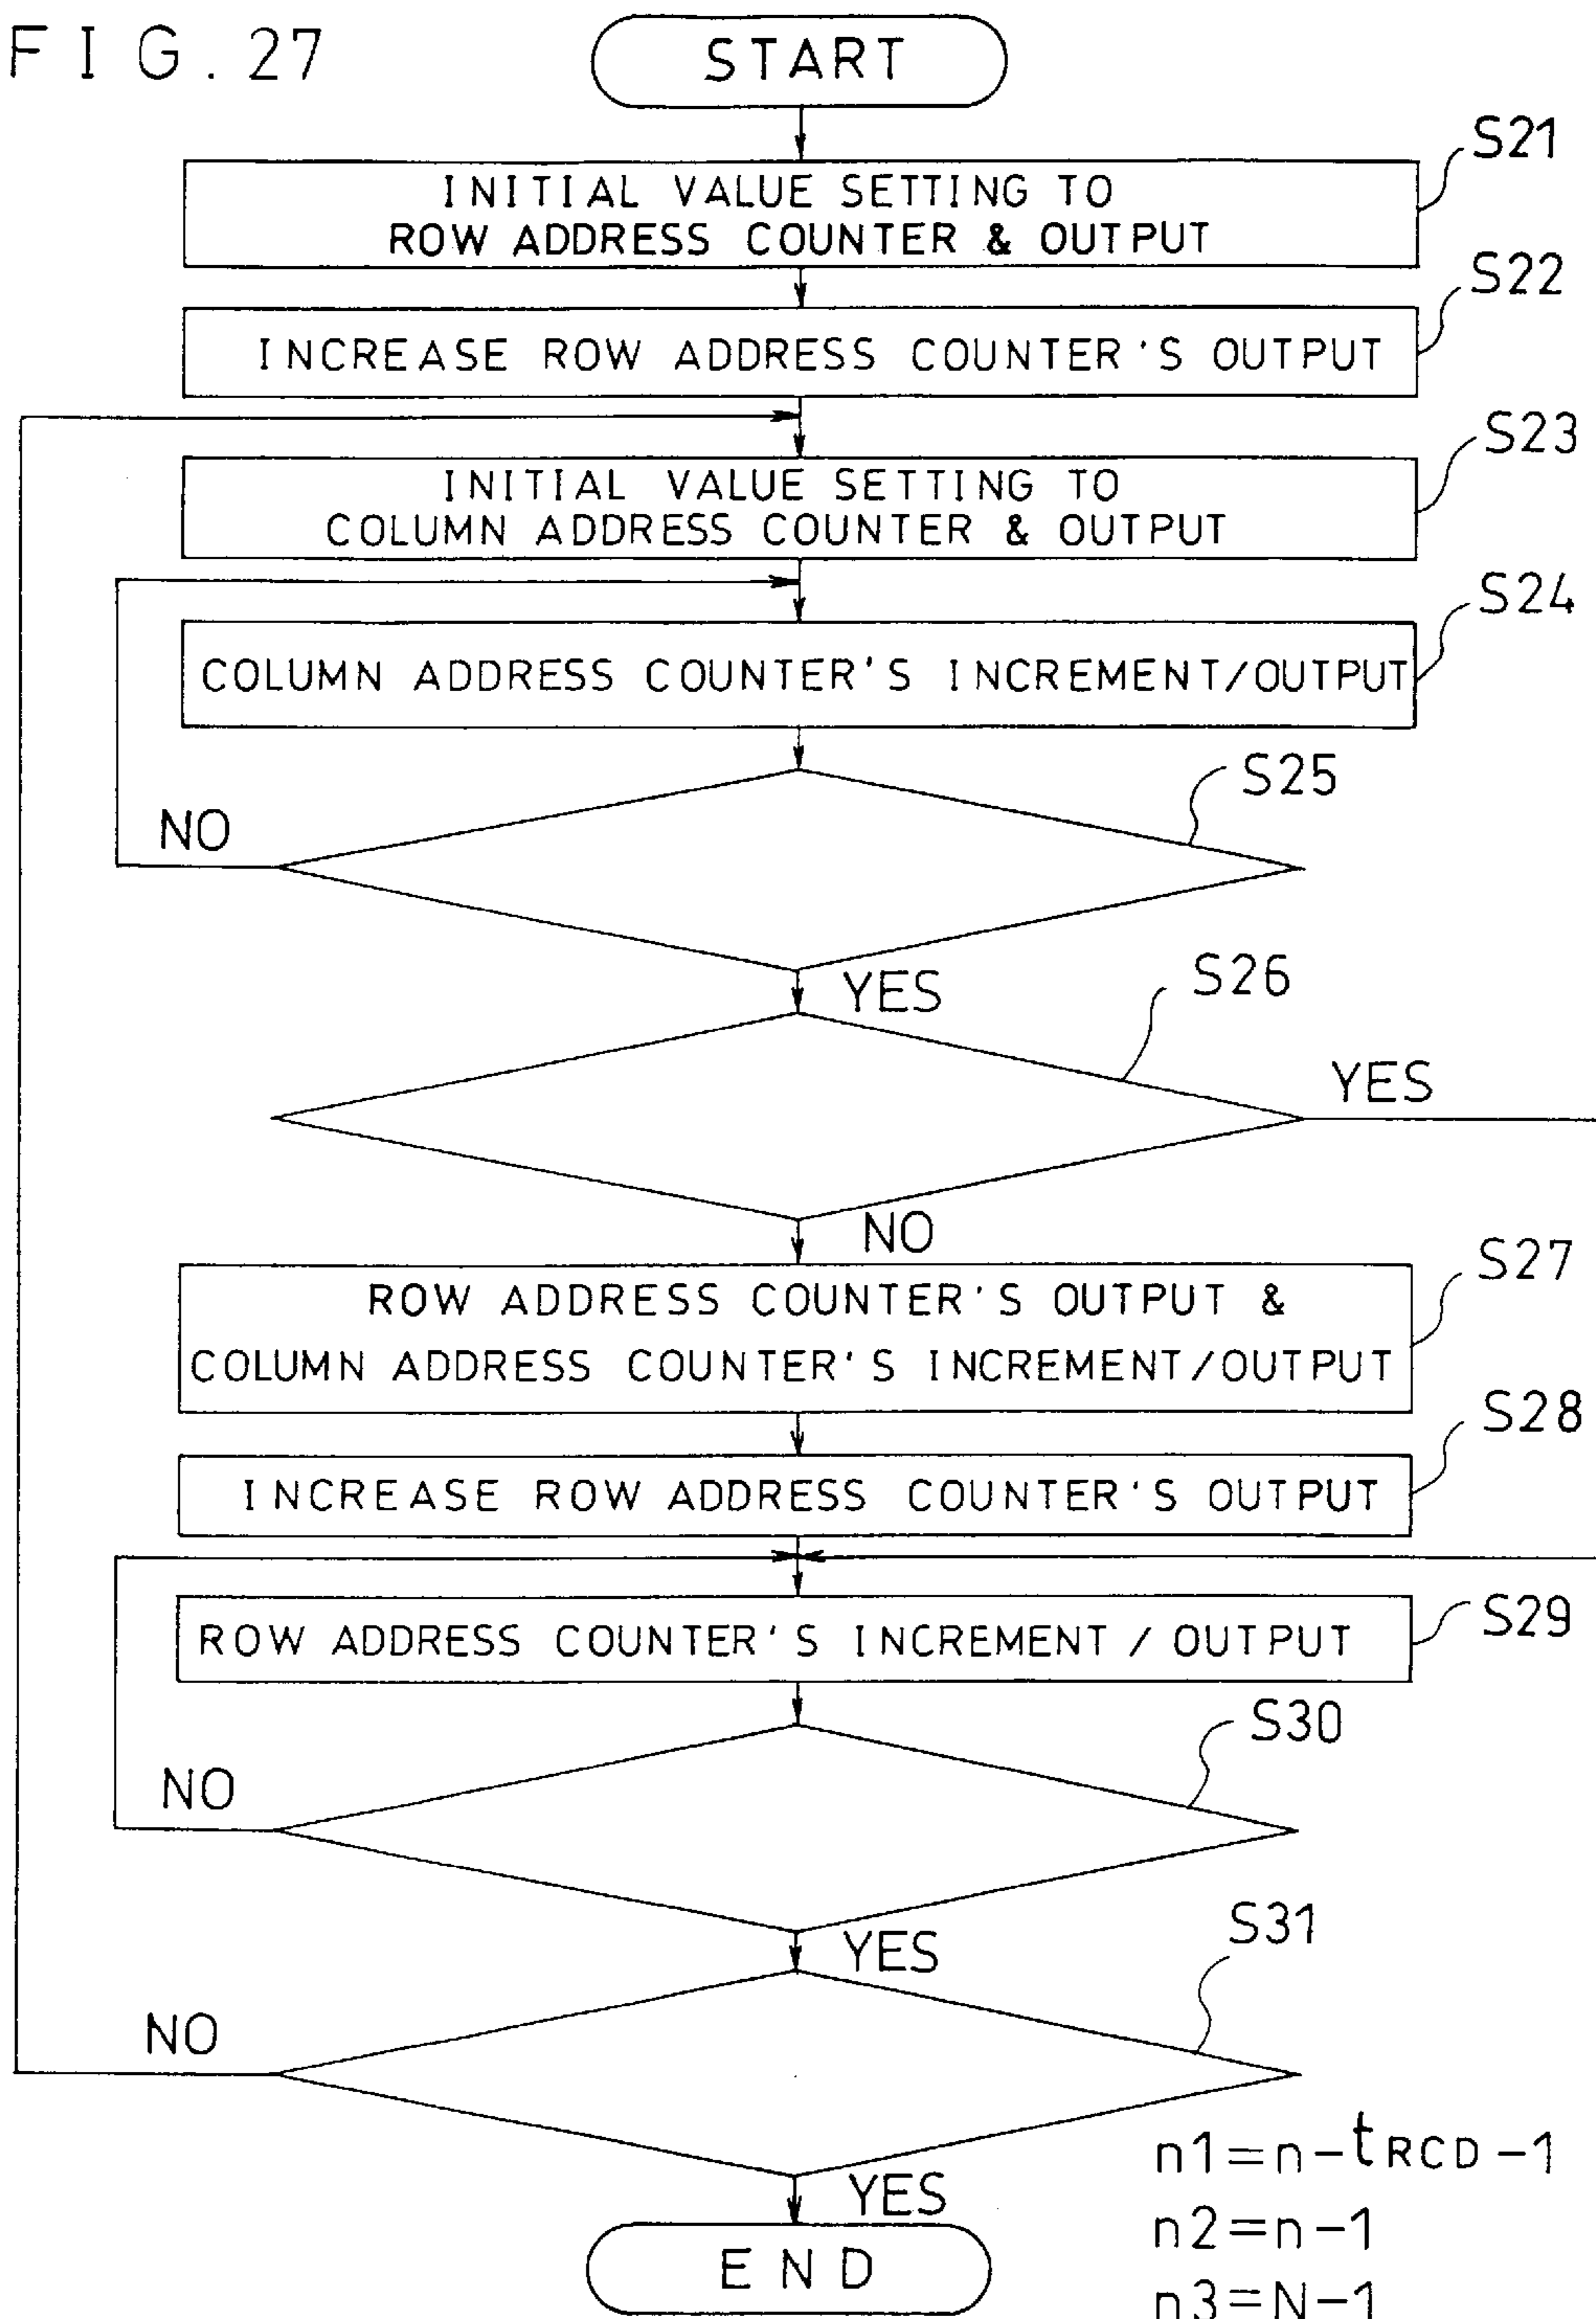 FIG. 27
START
S21
INITIAL VALUE SETTING TO
ROW ADDRESS COUNTER & OUTPUT
S22
INCREASE ROW ADDRESS COUNTER'S OUTPUT
S23
INITIAL VALUE SETTING TO
COLUMN ADDRESS COUNTER & OUTPUT
S24
COLUMN ADDRESS COUNTER'S INCREMENT/OUTPUT
S25
NO
YES
S26
YES
NO
S27
ROW ADDRESS COUNTER'S OUTPUT &
COLUMN ADDRESS COUNTER'S INCREMENT/OUTPUT
S28
INCREASE ROW ADDRESS COUNTER'S OUTPUT
S29
ROW ADDRESS COUNTER'S INCREMENT / OUTPUT
S30
NO
YES
S31
NO
YES
END
n1=n-tRCD-1
n2=n-1
n3=N-1